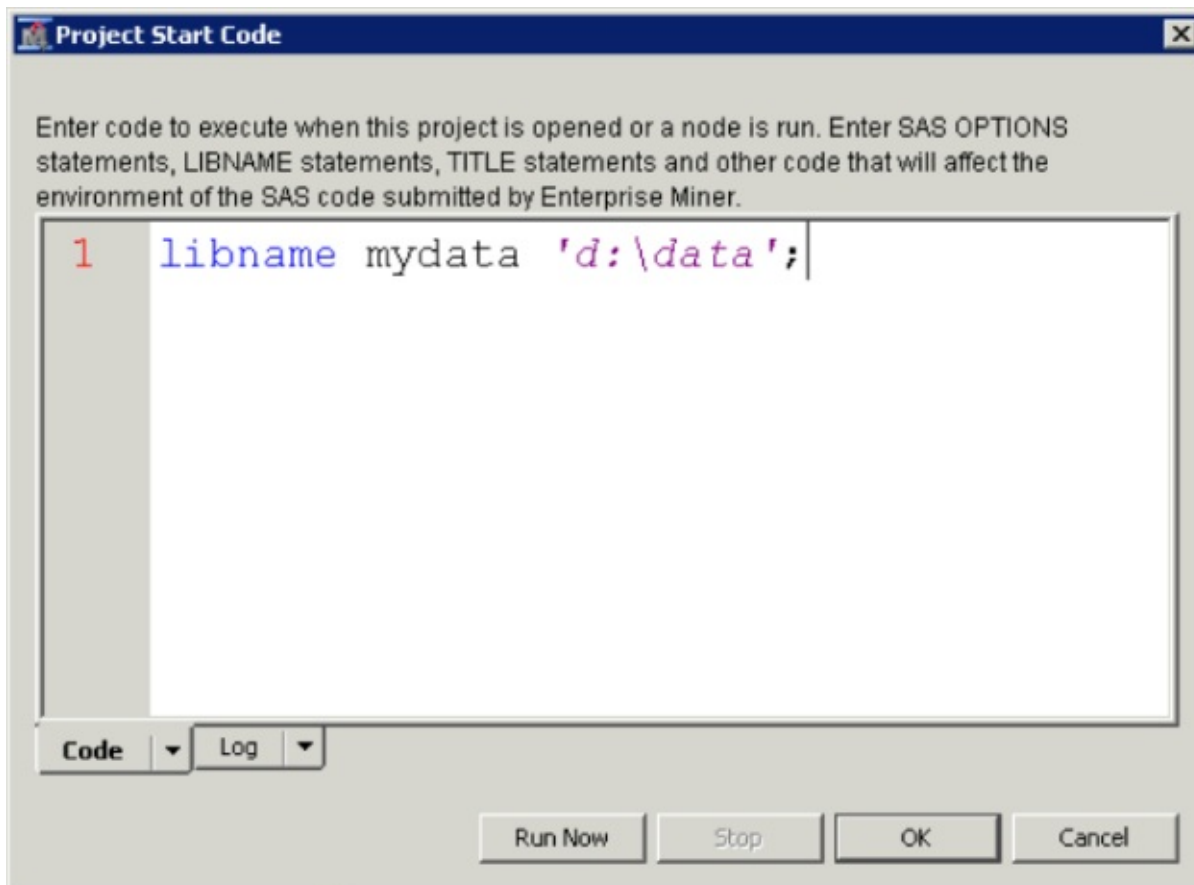 Project Start Code
Enter code to execute when this project is opened or a node is run. Enter SAS OPTIONS
statements, LIBNAME statements, TITLE statements and other code that will affect the
environment of the SAS code submitted by Enterprise Miner.
1 libname mydata 'd:\data';
Code Log
Run Now Stop OK Cancel